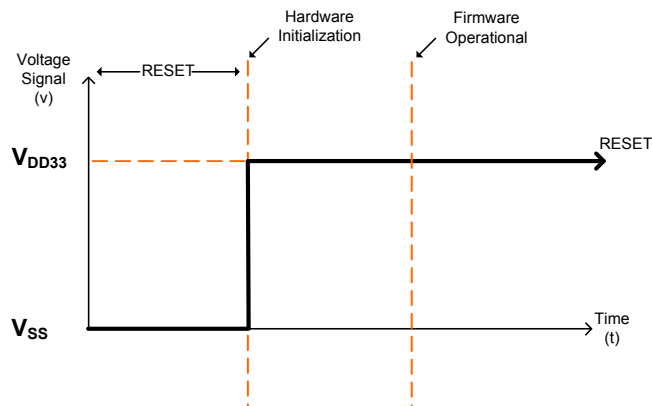 Hardware
Initialization
Firmware
Operational
Voltage
Signal
(v)
RESET
VDD33
RESET
VSS
Time
(t)